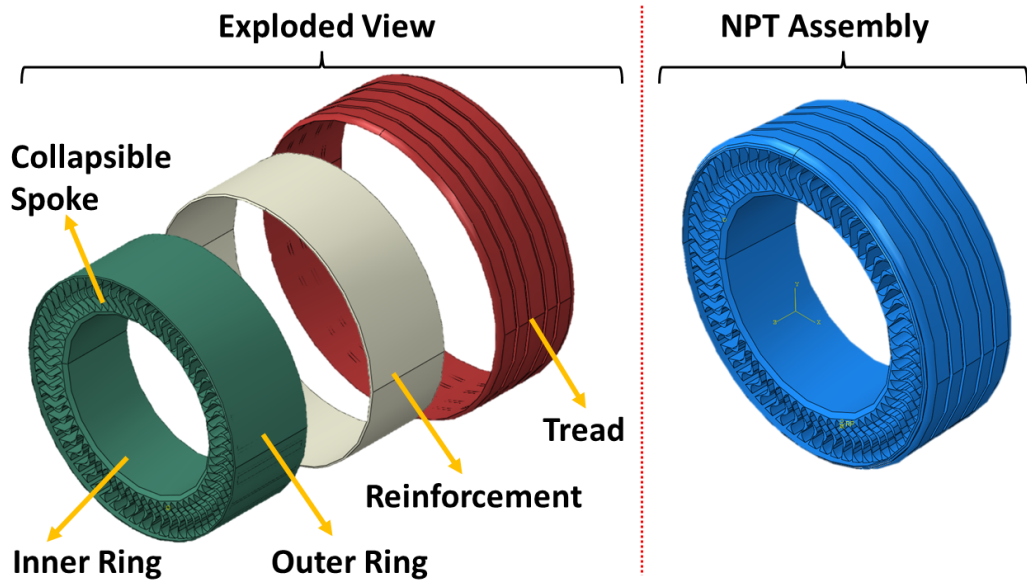 Exploded View
NPT Assembly
Collapsible
Spoke
Tread
Reinforcement
Inner Ring
Outer Ring